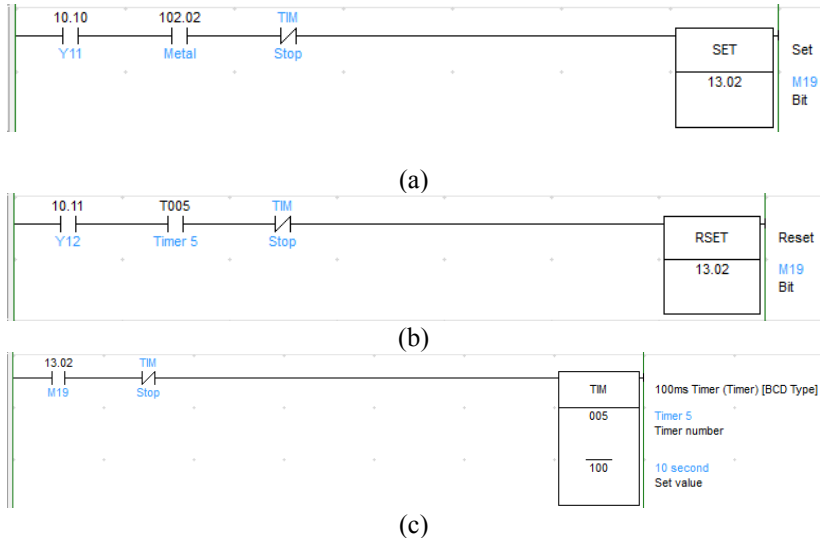 10.10 102.02 TIM
Y11 Metal Stop
SET Set
13.02 M19
Bit
(a)
10.11 T005 TIM
Y12 Timer 5 Stop
RSET Reset
13.02 M19
Bit
(b)
13.02 TIM
M19 Stop
TIM 100ms Timer (Timer) [BCD Type]
005 Timer 5
Timer number
100 10 second
Set value
(c)